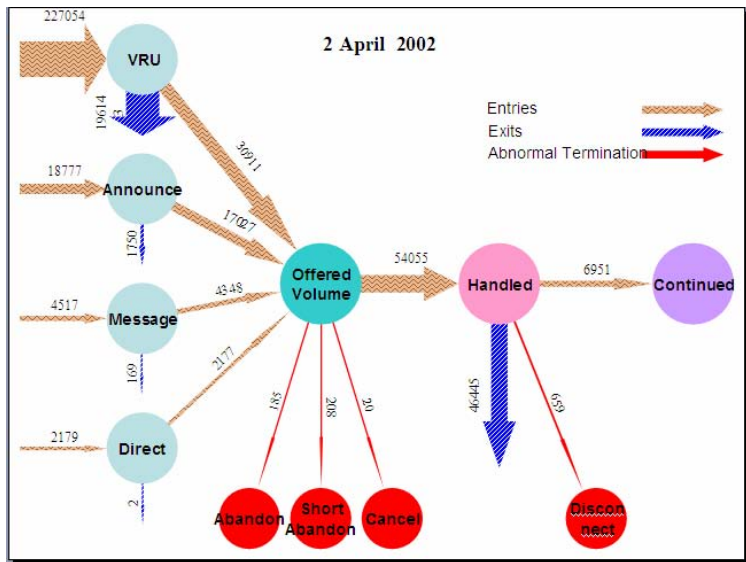 227054
2 April 2002
VRU
19614
3
Entries
Exits
Abnormal Termination
30911
18777
Announce
17027
1750
54055
6951
Offered
Volume
Handled
Continued
4517
Message
4348
169
2177
2179
Direct
2
185
208
20
46445
659
Abandon
Short
Abandon
Cancel
Discon
nect